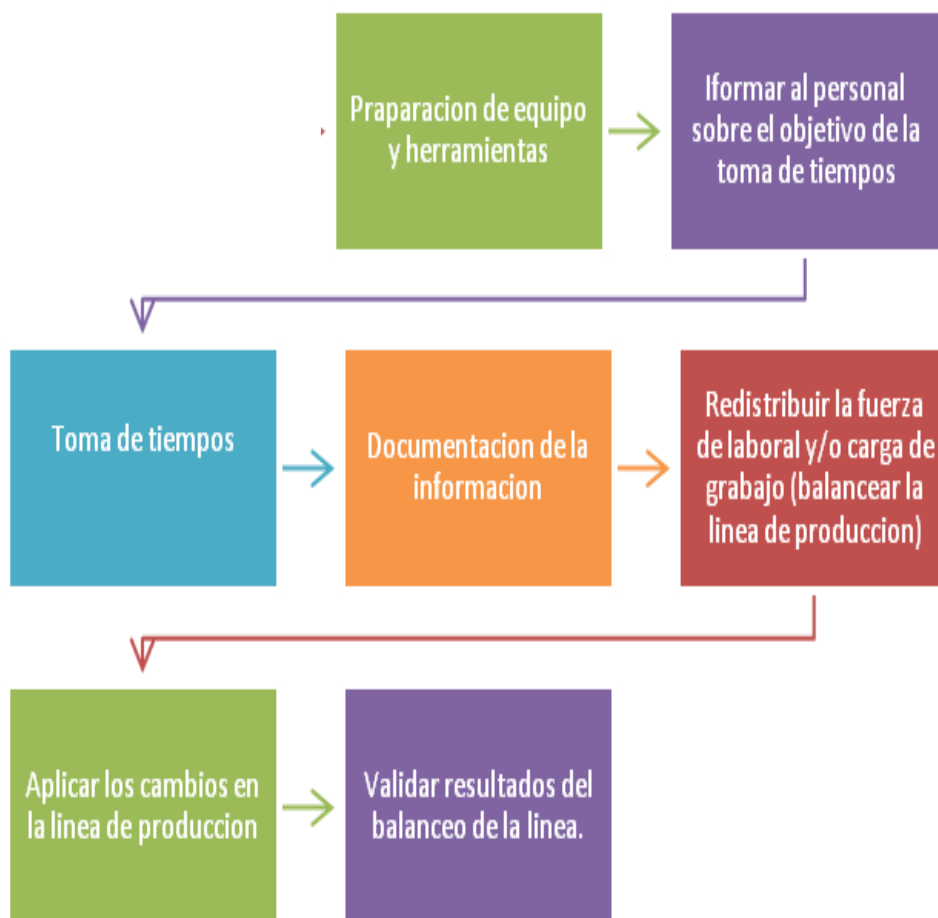 Praparacion de equipo
y herramientas
Iformar al personal
sobre el objetivo de la
toma de tiempos
Toma de tiempos
Documentacion de la
informacion
Redistribuir la fuerza
de laboral y/o carga de
grabajo (balancear la
linea de produccion)
Aplicar los cambios en
la linea de produccion
Validar resultados del
balanceo de la linea.